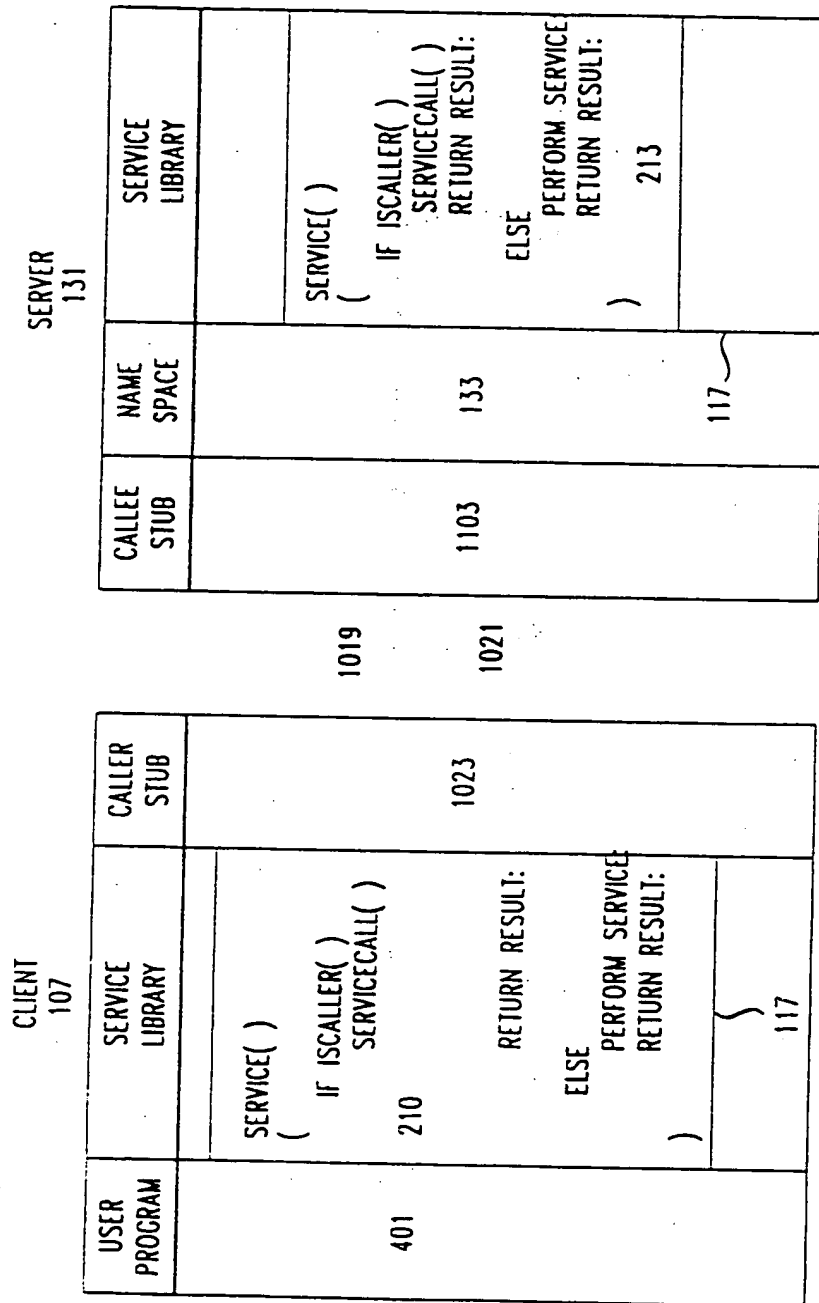 CLIENT
107
USER
PROGRAM
SERVICE
LIBRARY
CALLER
STUB
401
SERVICE( )
(
IF ISCALLER( )
SERVICECALL( )
210
RETURN RESULT:
ELSE
PERFORM SERVICE:
RETURN RESULT:
)
117
1023
1019
1021
SERVER
131
CALLEE
STUB
NAME
SPACE
SERVICE
LIBRARY
1103
133
117
SERVICE( )
(
IF ISCALLER( )
SERVICECALL( )
RETURN RESULT:
ELSE
PERFORM SERVICE:
RETURN RESULT:
)
213